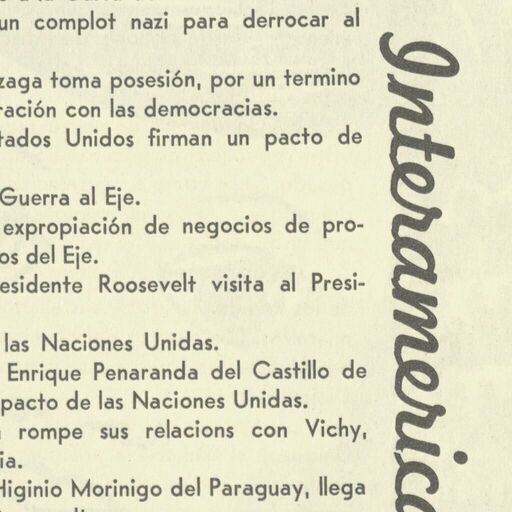 un complot nazi para derrocar al
zaga toma posesión, por un termino
ración con las democracias.
tados Unidos firman un pacto de
Guerra al Eje.
expropiación de negocios de pro-
os del Eje.
esidente Roosevelt visita al Presi-
las Naciones Unidas.
Enrique Penaranda del Castillo de
pacto de las Naciones Unidas.
rompe sus relacions con Vichy,
ia.
Higinio Morinigo del Paraguay, llega
Interamerica